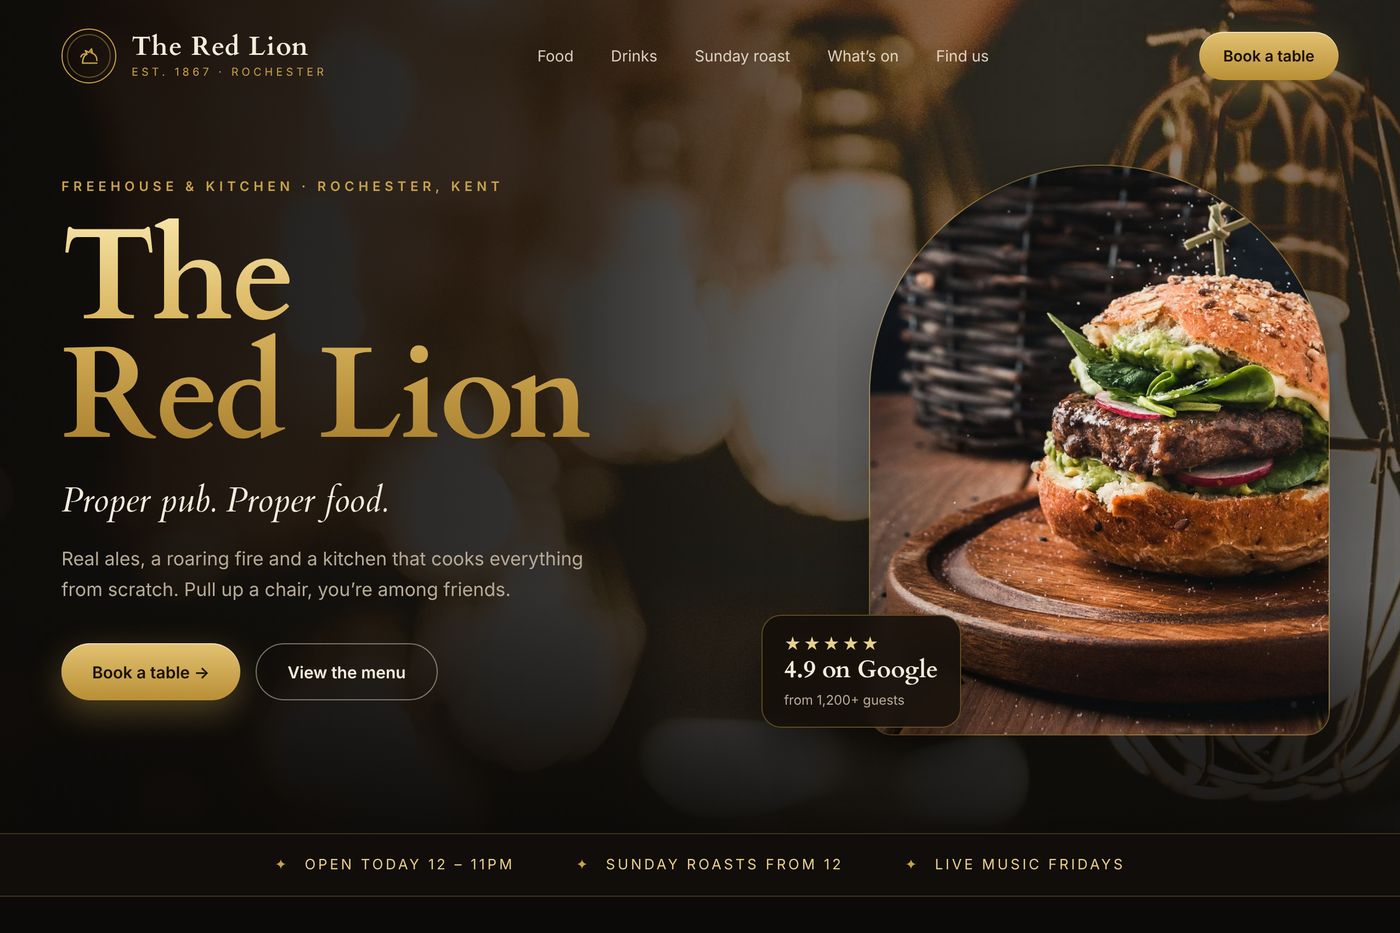 The Red Lion
EST. 1867 · ROCHESTER
Food
Drinks
Sunday roast
What’s on
Find us
Book a table
FREEHOUSE & KITCHEN · ROCHESTER, KENT
The
Red Lion
Proper pub. Proper food.
Real ales, a roaring fire and a kitchen that cooks everything
from scratch. Pull up a chair, you’re among friends.
Book a table →
View the menu
★★★★★
4.9 on Google
from 1,200+ guests
✦ OPEN TODAY 12 – 11PM
✦ SUNDAY ROASTS FROM 12
✦ LIVE MUSIC FRIDAYS